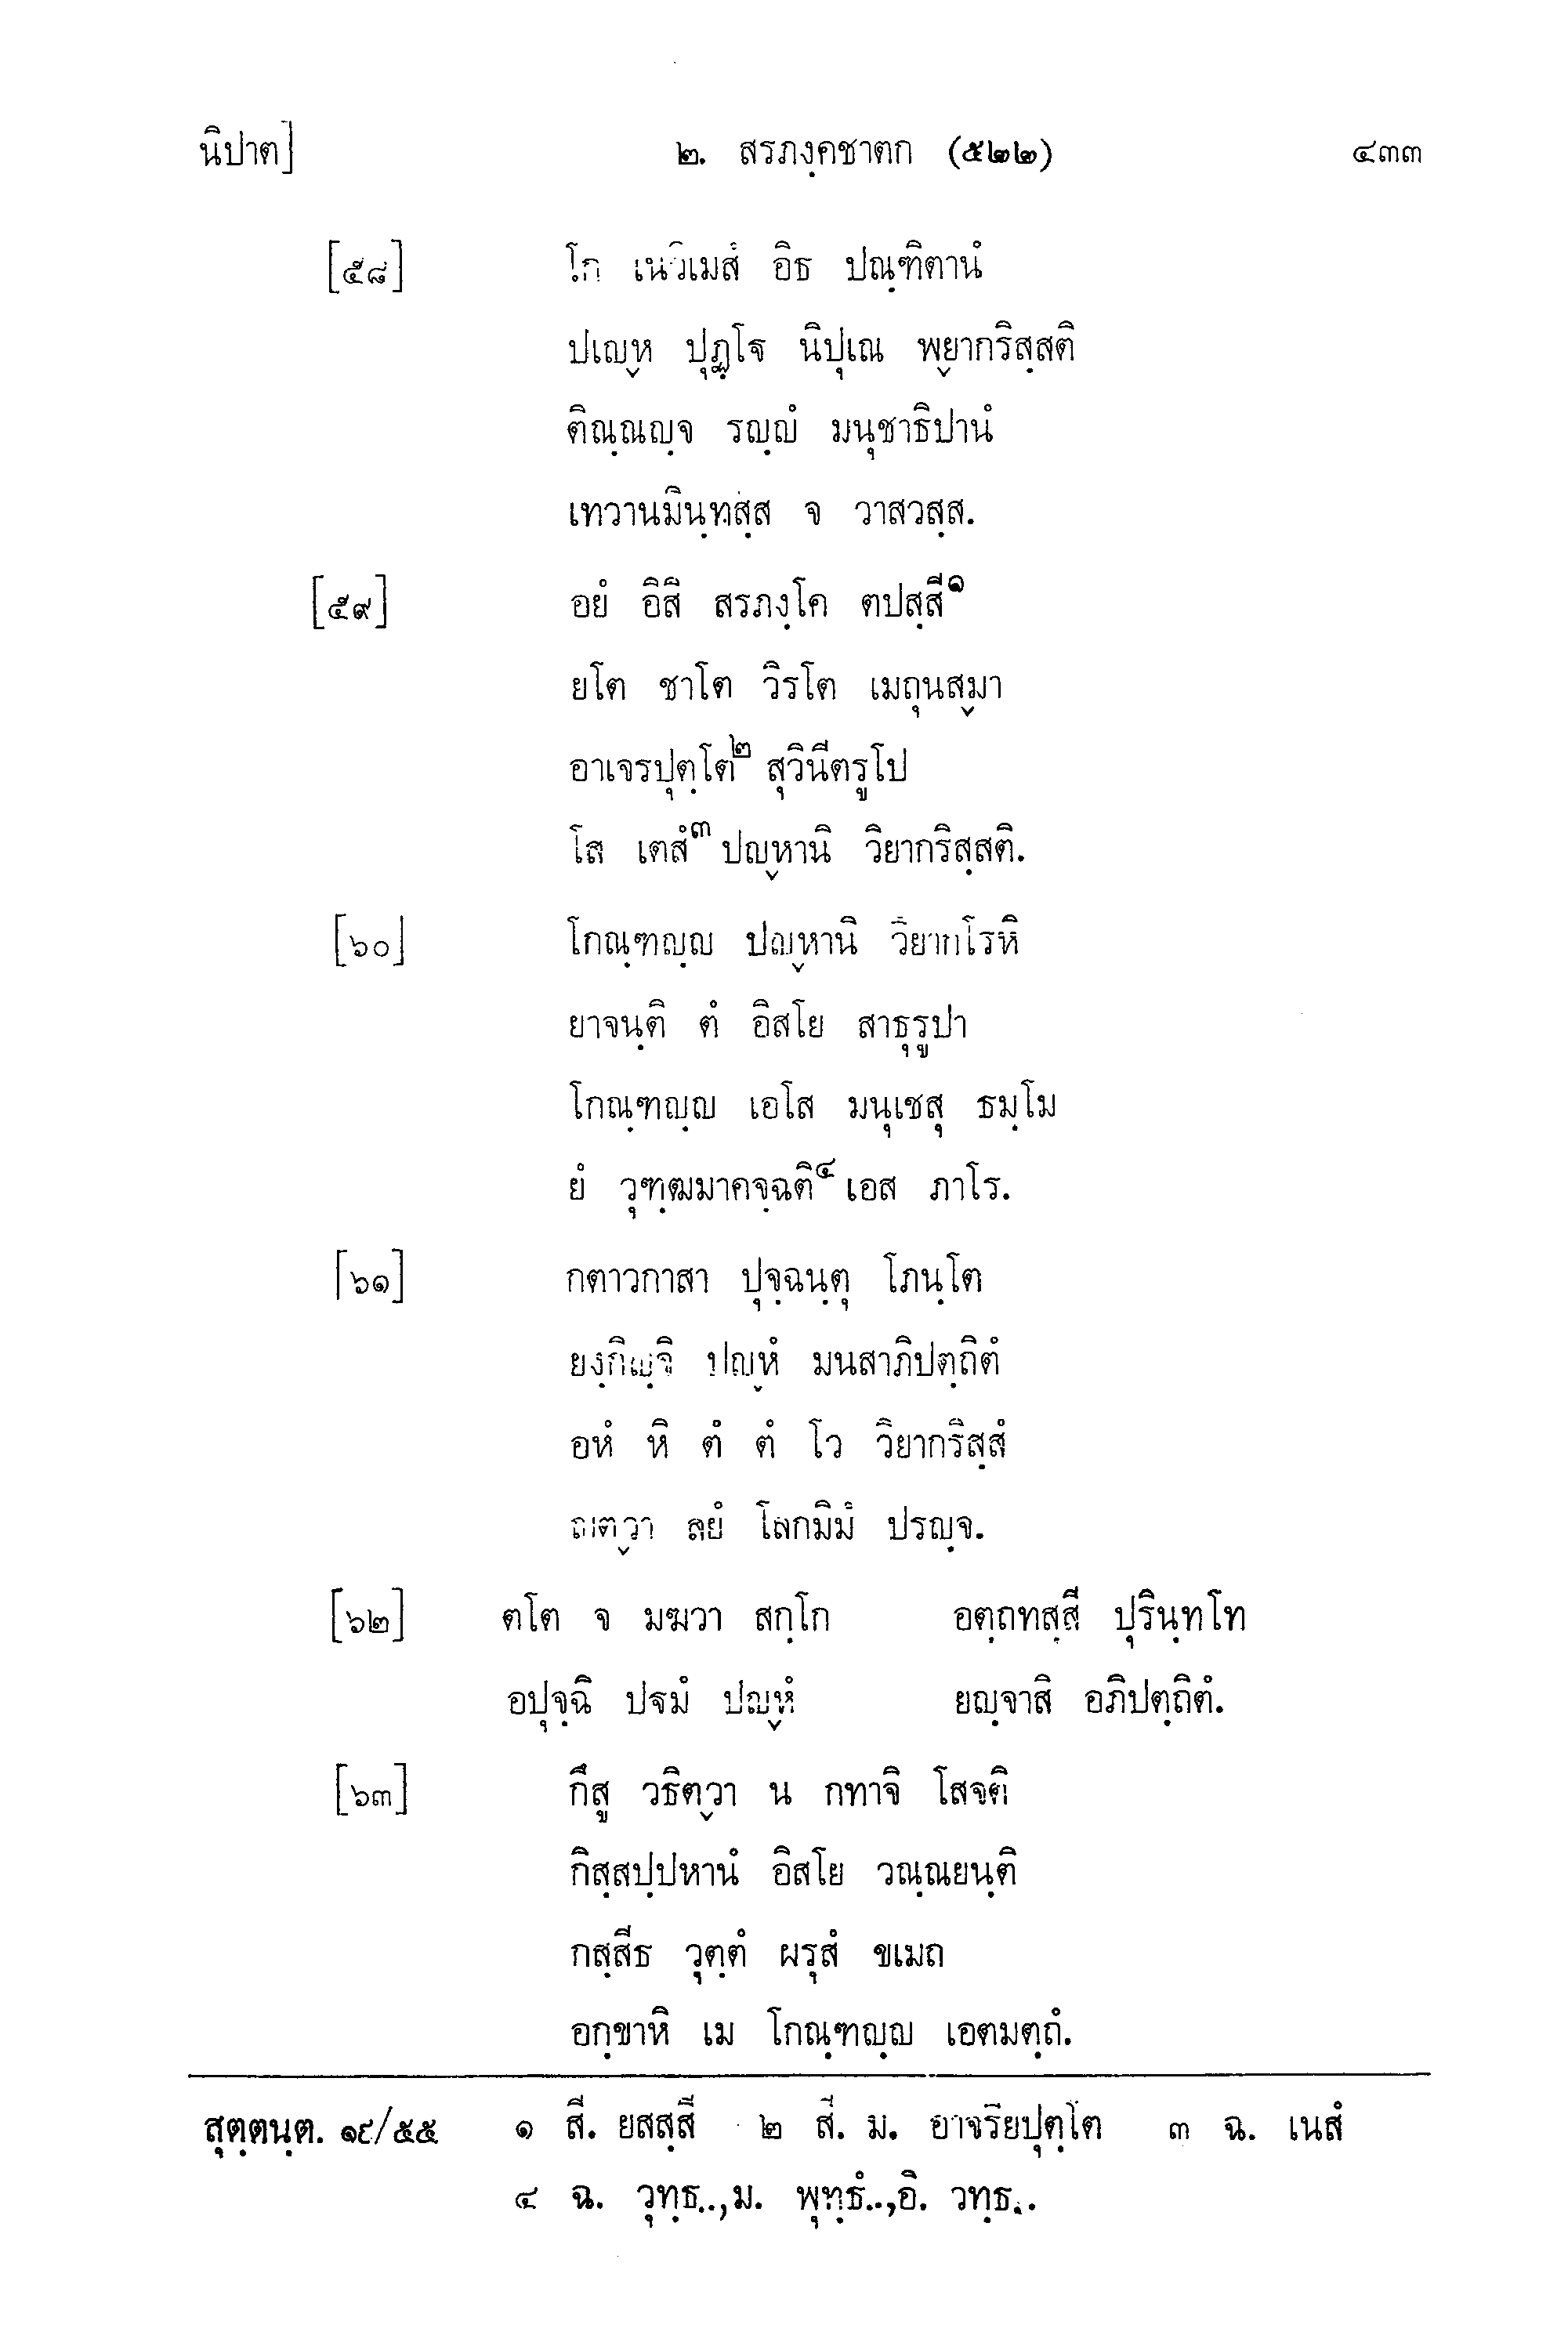 นิปาต] ๒. สรภงฺคชาตก (๕๒๒) ๔๓๓
[๕๘] โก เนวิเมสํ อิธ ปณฺฑิตานํ
ปเญฺห ปุฏฺโฐ นิปุเณ พฺยากริสฺสติ
ติณฺณญฺจ รญฺญํ มนุชาธิปานํ
เทวานมินฺทสฺส จ วาสวสฺส.
[๕๙] อยํ อิสิ สรภงฺโค ตปสฺสี๑
ยโต ชาโต วิรโต เมถุนสฺมา
อาเจรปุตฺโต๒ สุวินีตรูโป
โส เตสํ๓ ปญฺหานิ วิยากริสฺสติ.
[๖๐] โกณฺฑญฺญ ปญฺหานิ วิยากโรหิ
ยาจนฺติ ตํ อิสโย สาธุรูปา
โกณฺฑญฺญ เอโส มนุเชสุ ธมฺโม
ยํ วุฑฺฒมาคจฺฉติ๔ เอส ภาโร.
[๖๑] กตาวกาสา ปุจฺฉนฺตุ โภนฺโต
ยงฺกิญฺจิ ปญฺหํ มนสาภิปตฺถิตํ
อหํ หิ ตํ ตํ โว วิยากริสฺสํ
ญตฺวา สยํ โลกมิมํ ปรญฺจ.
[๖๒] ตโต จ มฆวา สกฺโก อตฺถทสฺสี ปุรินฺทโท
อปุจฺฉิ ปฐมํ ปญฺหํ ยญฺจาสิ อภิปตฺถิตํ.
[๖๓] กึสู วธิตฺวา น กทาจิ โสจติ
กิสฺสปฺปหานํ อิสโย วณฺณยนฺติ
กสฺสีธ วุตฺตํ ผรุสํ ขเมถ
อกฺขาหิ เม โกณฺฑญฺญ เอตมตฺถํ.
สุตฺตนฺต. ๑๙/๕๕ ๑ สี. ยสสฺสี ๒ สี. ม. อาจริยปุตฺโต ๓ ฉ. เนสํ
๔ ฉ. วุทฺธ..,ม. พุทฺธํ..,อิ. วทฺธ..